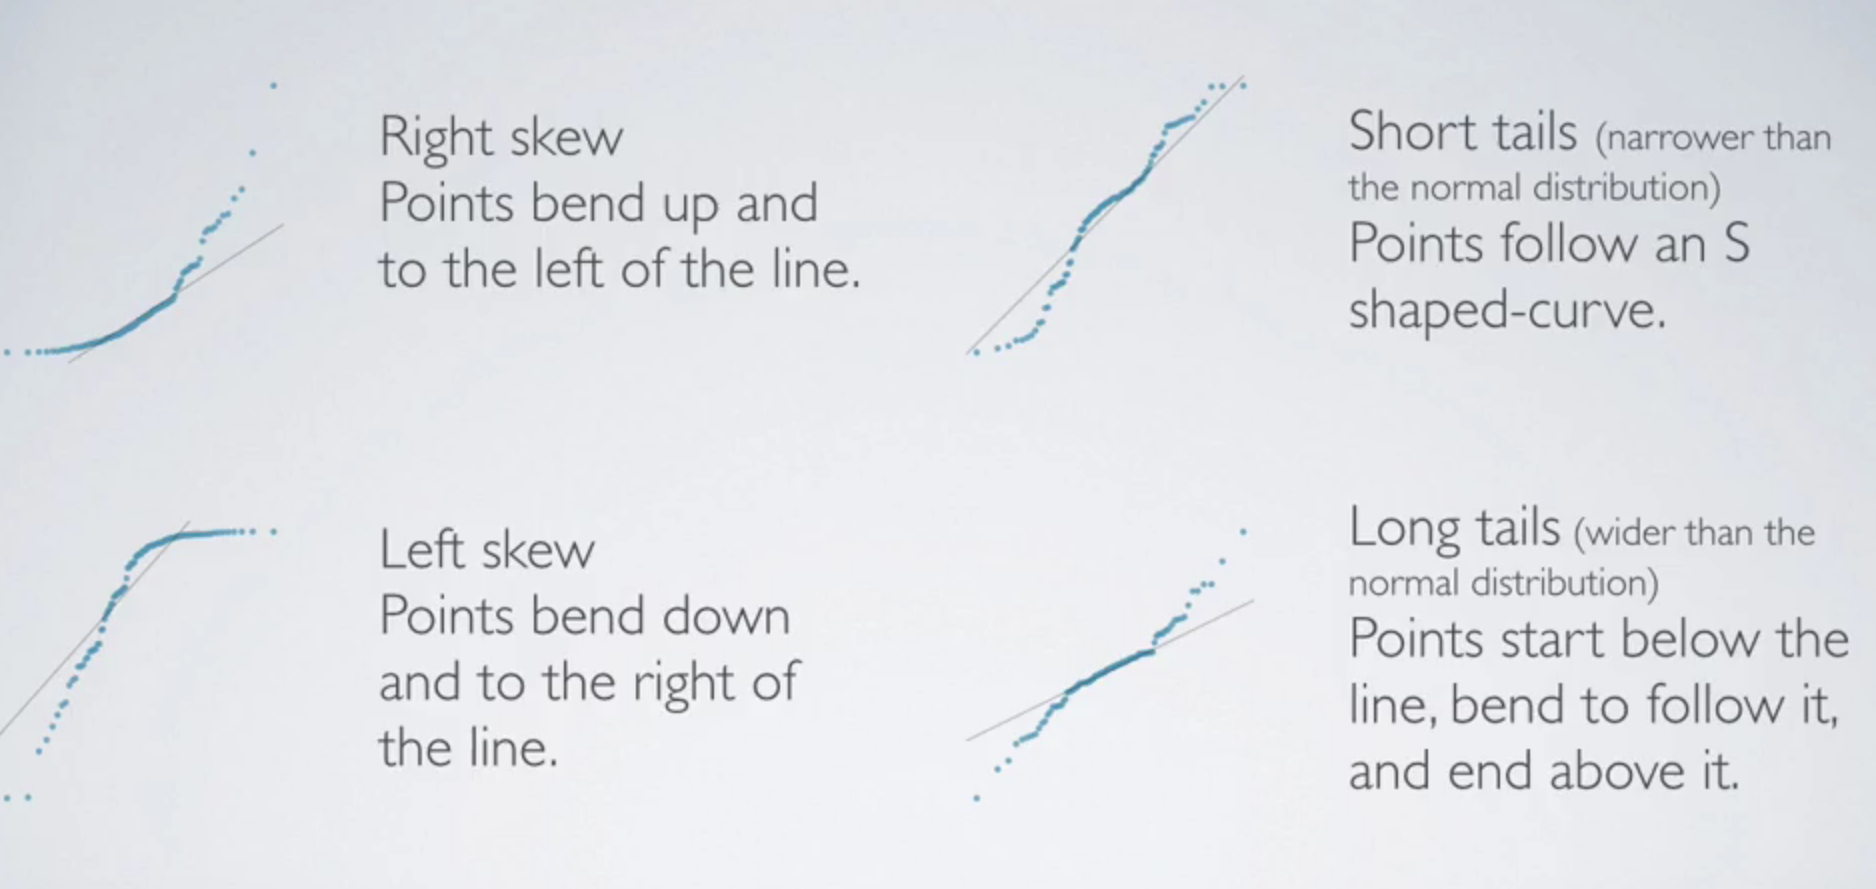 Right skew
Points bend up and
to the left of the line.
Short tails (narrower than
the normal distribution)
Points follow an S
shaped-curve.
Left skew
Points bend down
and to the right of
the line.
Long tails (wider than the
normal distribution)
Points start below the
line, bend to follow it,
and end above it.